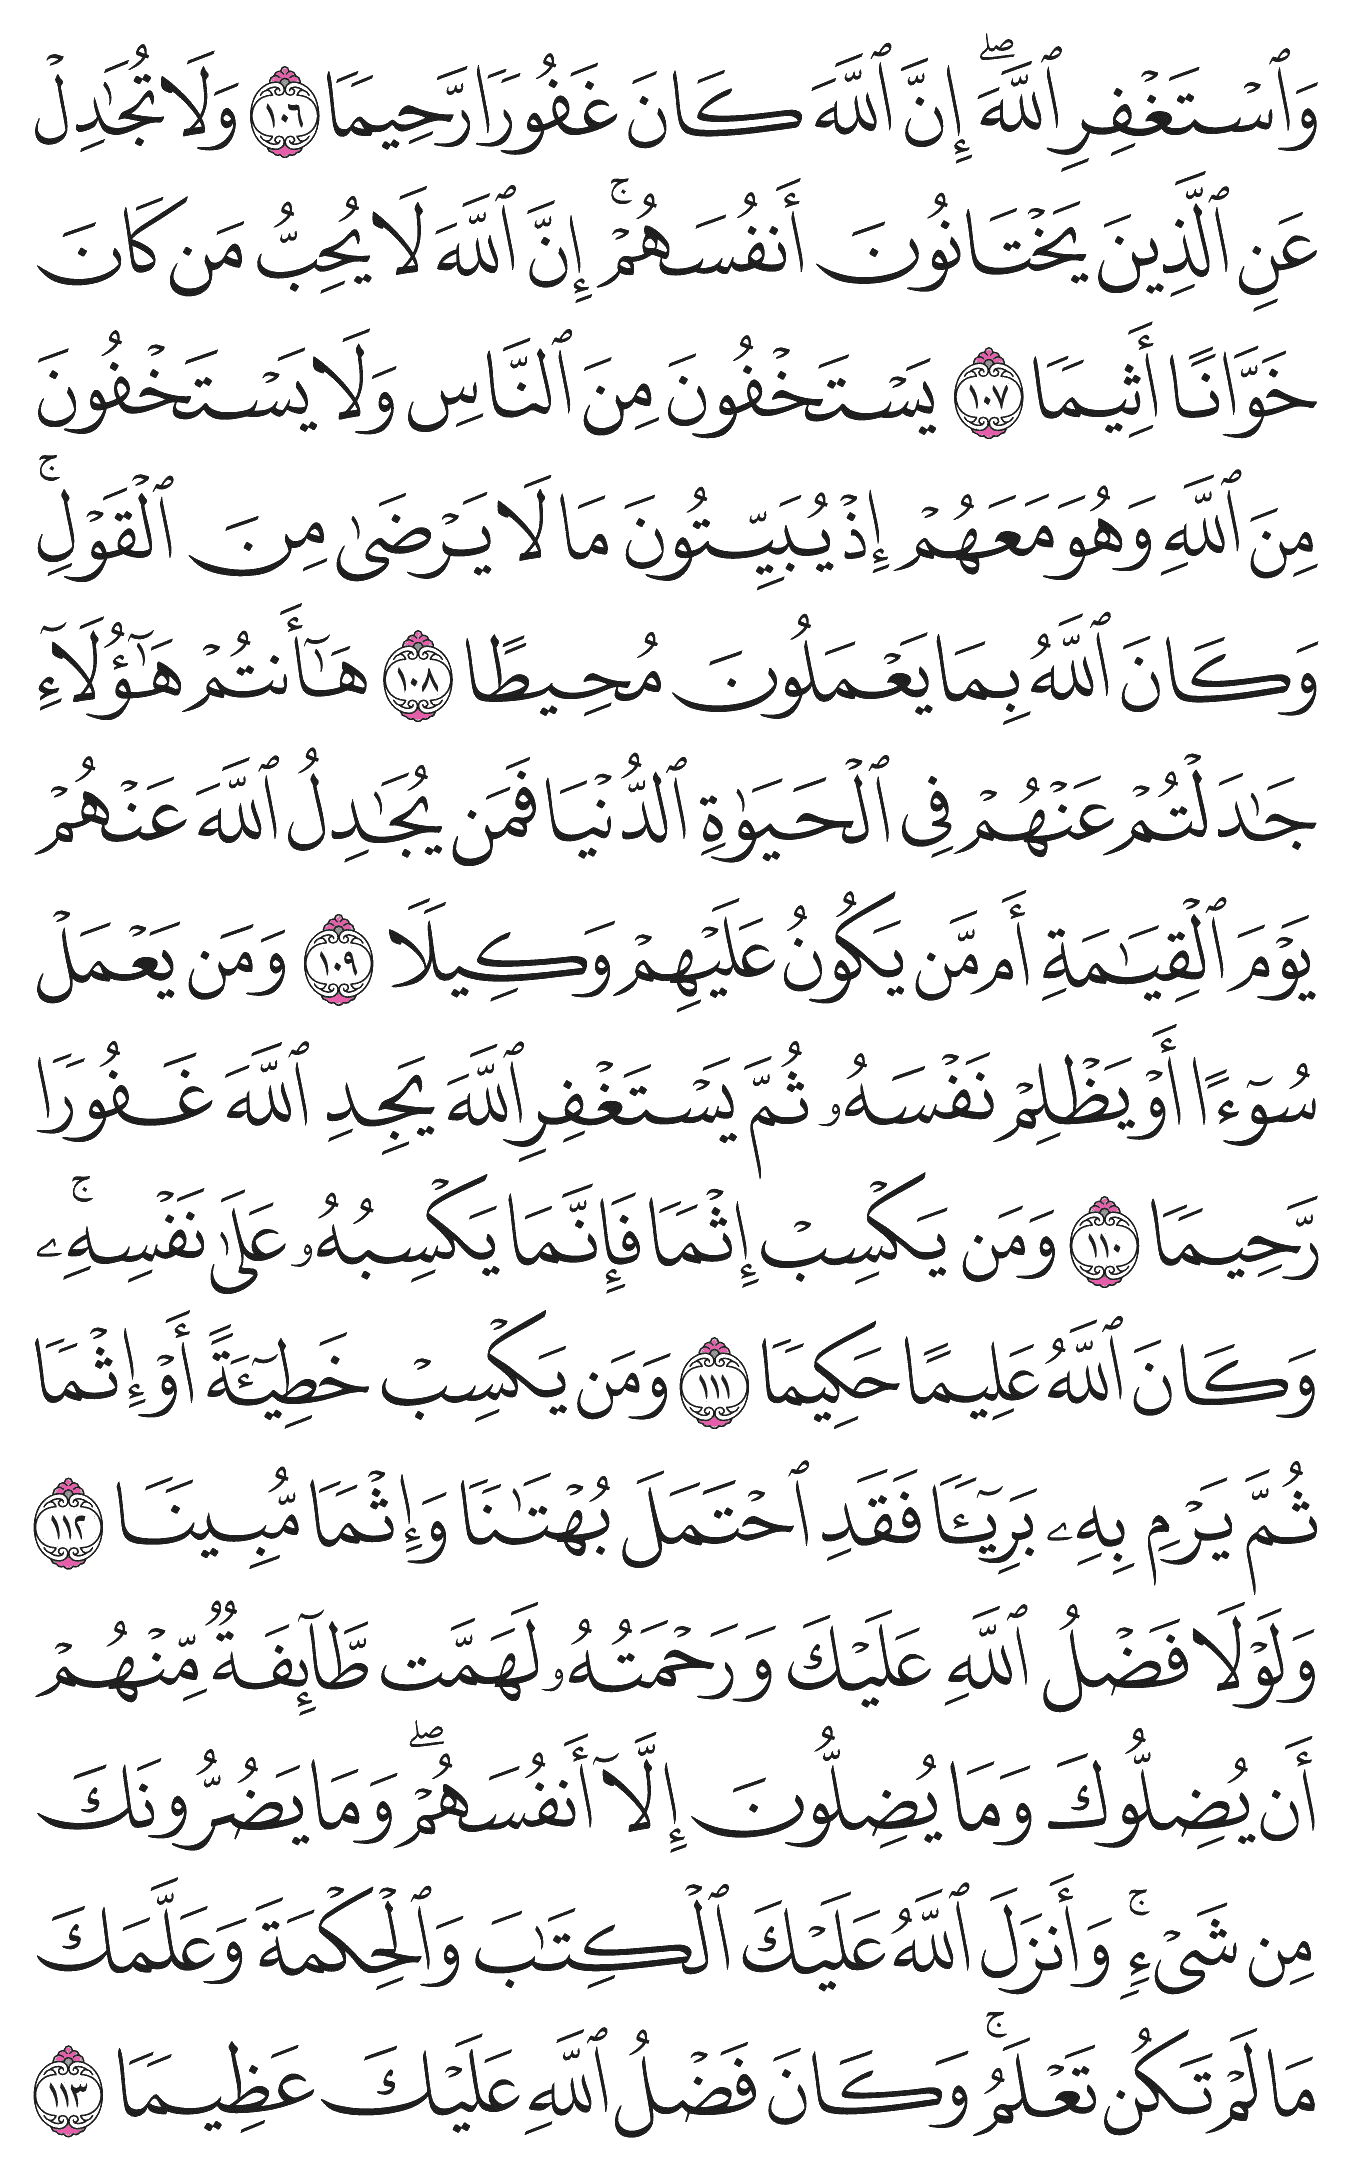 وَٱسۡتَغۡفِرِ ٱللَّهَۖ إِنَّ ٱللَّهَ كَانَ غَفُورٗا رَّحِيمٗا ١٠٦ وَلَا تُجَٰدِلۡ
عَنِ ٱلَّذِينَ يَخۡتَانُونَ أَنفُسَهُمۡۚ إِنَّ ٱللَّهَ لَا يُحِبُّ مَن كَانَ
خَوَّانًا أَثِيمٗا ١٠٧ يَسۡتَخۡفُونَ مِنَ ٱلنَّاسِ وَلَا يَسۡتَخۡفُونَ
مِنَ ٱللَّهِ وَهُوَ مَعَهُمۡ إِذۡ يُبَيِّتُونَ مَا لَا يَرۡضَىٰ مِنَ ٱلۡقَوۡلِۚ
وَكَانَ ٱللَّهُ بِمَا يَعۡمَلُونَ مُحِيطًا ١٠٨ هَٰٓأَنتُمۡ هَٰٓؤُلَآءِ
جَٰدَلۡتُمۡ عَنۡهُمۡ فِي ٱلۡحَيَوٰةِ ٱلدُّنۡيَا فَمَن يُجَٰدِلُ ٱللَّهَ عَنۡهُمۡ
يَوۡمَ ٱلۡقِيَٰمَةِ أَم مَّن يَكُونُ عَلَيۡهِمۡ وَكِيلٗا ١٠٩ وَمَن يَعۡمَلۡ
سُوٓءًا أَوۡ يَظۡلِمۡ نَفۡسَهُۥ ثُمَّ يَسۡتَغۡفِرِ ٱللَّهَ يَجِدِ ٱللَّهَ غَفُورٗا
رَّحِيمٗا ١١٠ وَمَن يَكۡسِبۡ إِثۡمٗا فَإِنَّمَا يَكۡسِبُهُۥ عَلَىٰ نَفۡسِهِۦۚ
وَكَانَ ٱللَّهُ عَلِيمًا حَكِيمٗا ١١١ وَمَن يَكۡسِبۡ خَطِيٓـَٔةً أَوۡ إِثۡمٗا
ثُمَّ يَرۡمِ بِهِۦ بَرِيٓـٔٗا فَقَدِ ٱحۡتَمَلَ بُهۡتَٰنٗا وَإِثۡمٗا مُّبِينٗا ١١٢
وَلَوۡلَا فَضۡلُ ٱللَّهِ عَلَيۡكَ وَرَحۡمَتُهُۥ لَهَمَّت طَّآئِفَةٞ مِّنۡهُمۡ
أَن يُضِلُّوكَ وَمَا يُضِلُّونَ إِلَّآ أَنفُسَهُمۡۖ وَمَا يَضُرُّونَكَ
مِن شَيۡءٖۚ وَأَنزَلَ ٱللَّهُ عَلَيۡكَ ٱلۡكِتَٰبَ وَٱلۡحِكۡمَةَ وَعَلَّمَكَ
مَا لَمۡ تَكُن تَعۡلَمُۚ وَكَانَ فَضۡلُ ٱللَّهِ عَلَيۡكَ عَظِيمٗا ١١٣